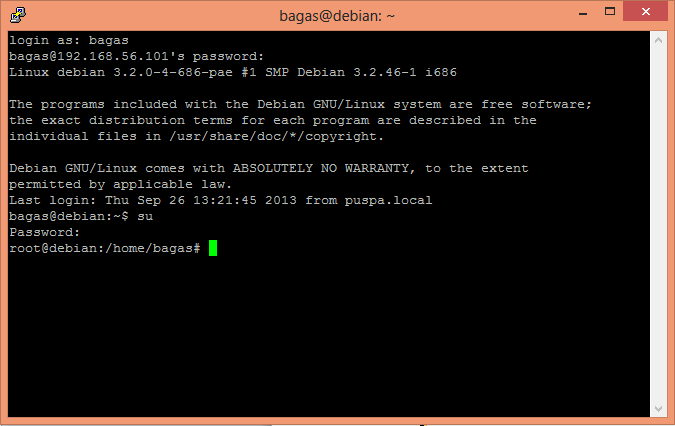 bagas@debian: ~
login as: bagas
bagas@192.168.56.101's password:
Linux debian 3.2.0-4-686-pae #1 SMP Debian 3.2.46-1 i686
The programs included with the Debian GNU/Linux system are free software;
the exact distribution terms for each program are described in the
individual files in /usr/share/doc/*/copyright.
Debian GNU/Linux comes with ABSOLUTELY NO WARRANTY, to the extent
permitted by applicable law.
Last login: Thu Sep 26 13:21:45 2013 from puspa.local
bagas@debian:~$ su
Password:
root@debian:/home/bagas#